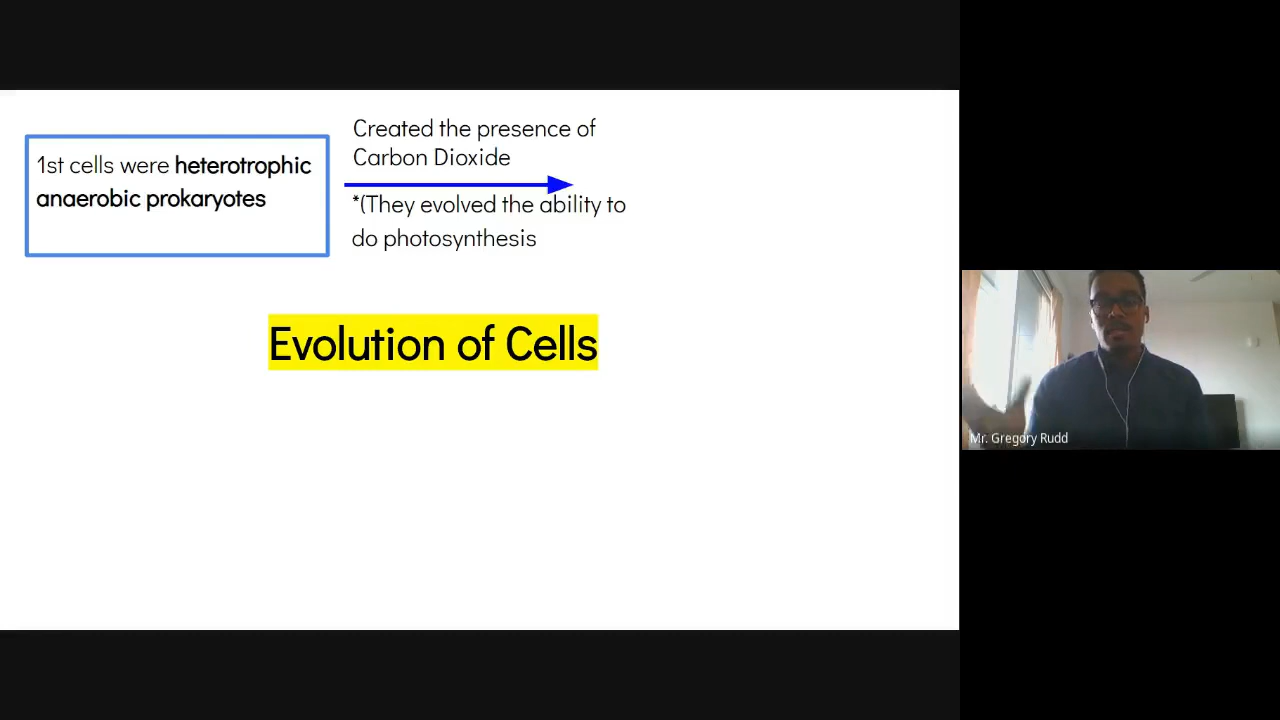 1st cells were heterotrophic
anaerobic prokaryotes
Created the presence of
Carbon Dioxide
*(They evolved the ability to
do photosynthesis
Evolution of Cells
Mr. Gregory Rudd